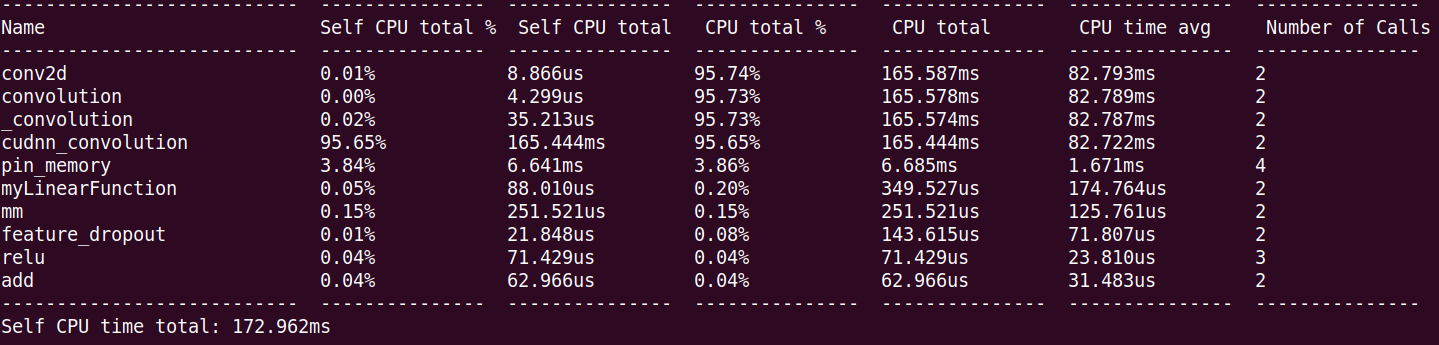 ---------------------------  ---------------  ---------------  ---------------  ---------------  ---------------  ---------------
Name                         Self CPU total %  Self CPU total   CPU total %      CPU total        CPU time avg     Number of Calls
---------------------------  ---------------  ---------------  ---------------  ---------------  ---------------  ---------------
conv2d                       0.01%            8.866us          95.74%           165.587ms        82.793ms         2
convolution                  0.00%            4.299us          95.73%           165.578ms        82.789ms         2
_convolution                 0.02%            35.213us         95.73%           165.574ms        82.787ms         2
cudnn_convolution            95.65%           165.444ms        95.65%           165.444ms        82.722ms         2
pin_memory                   3.84%            6.641ms          3.86%            6.685ms          1.671ms          4
myLinearFunction             0.05%            88.010us         0.20%            349.527us        174.764us        2
mm                           0.15%            251.521us        0.15%            251.521us        125.761us        2
feature_dropout              0.01%            21.848us         0.08%            143.615us        71.807us         2
relu                         0.04%            71.429us         0.04%            71.429us         23.810us         3
add                          0.04%            62.966us         0.04%            62.966us         31.483us         2
---------------------------  ---------------  ---------------  ---------------  ---------------  ---------------  ---------------
Self CPU time total: 172.962ms